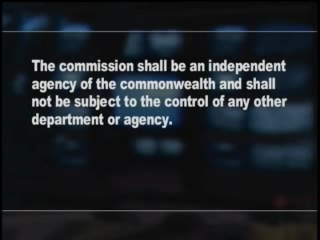 The commission shall be an independent
agency of the commonwealth and shall
not be subject to the control of any other
department or agency.